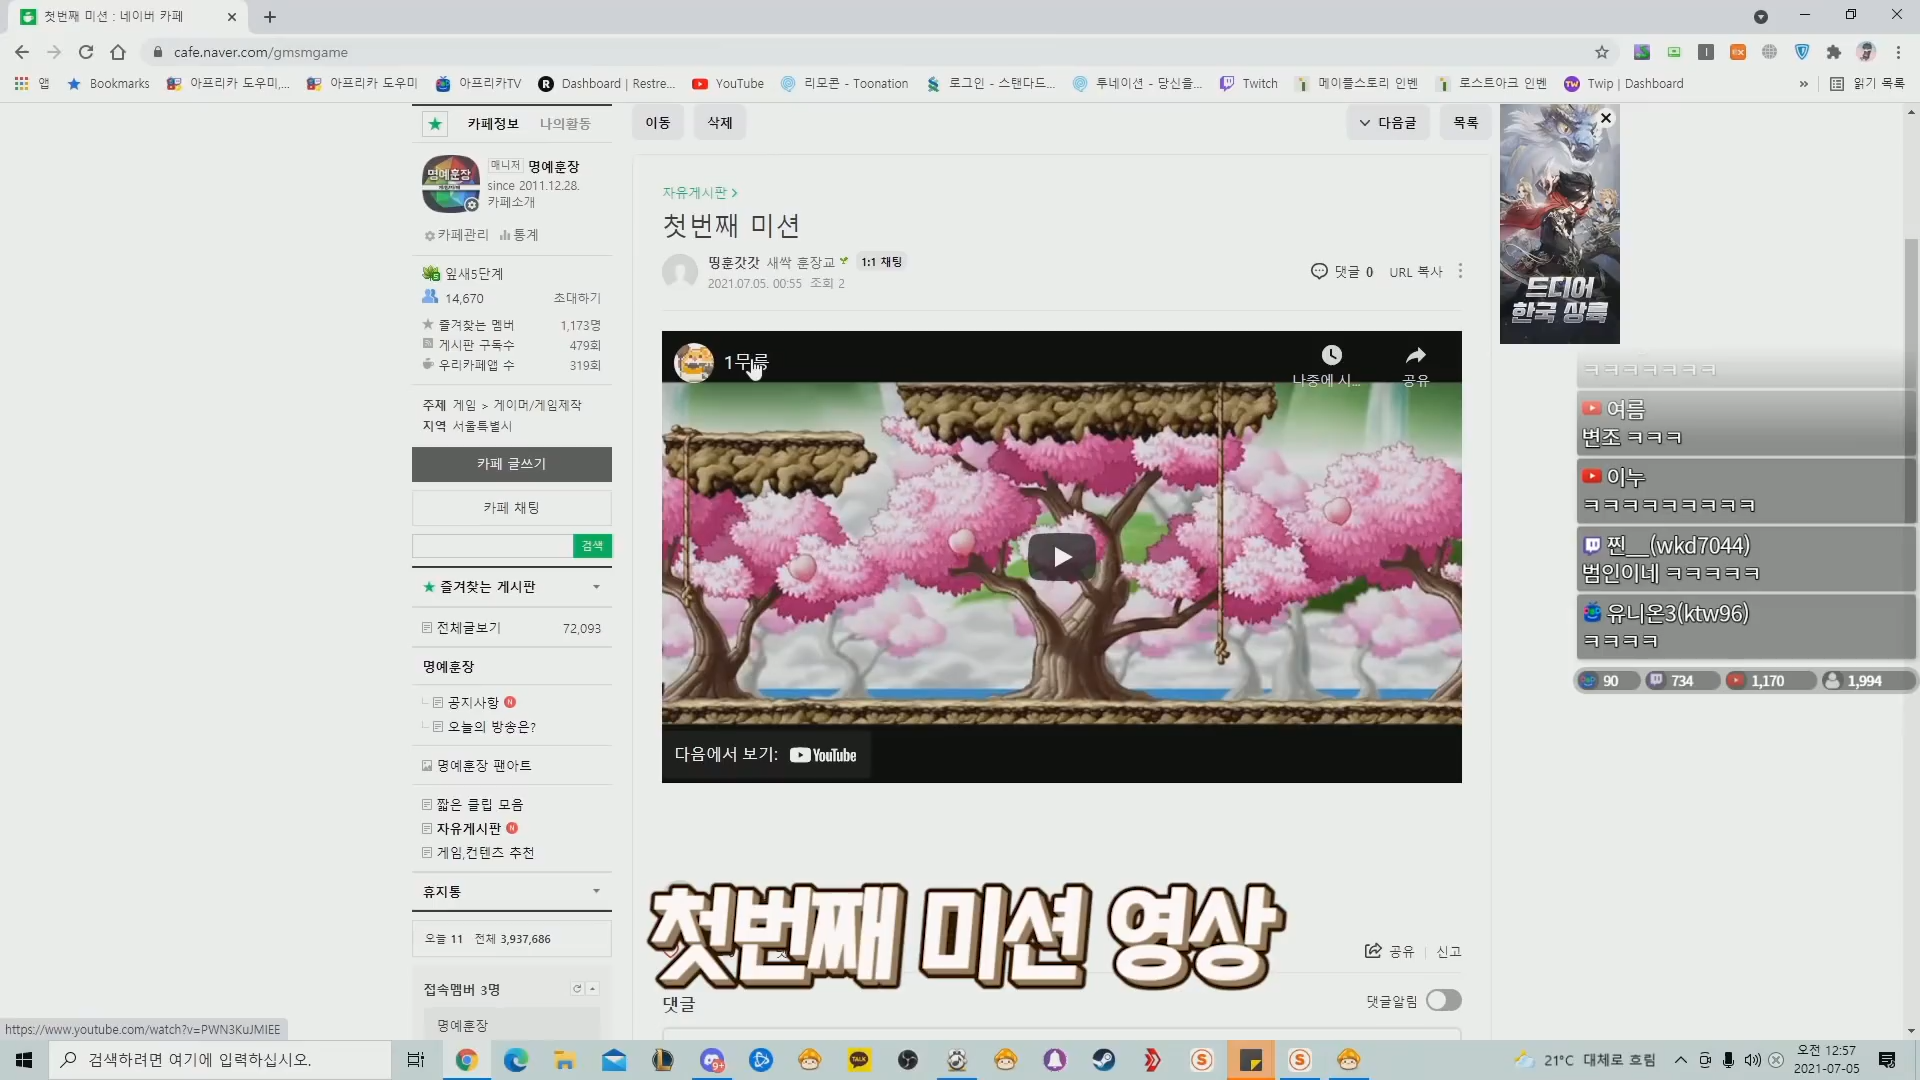 첫번째 미션 : 네이버 카페
cafe.naver.com/gmsmgame
앱
Bookmarks
아프리카 도우미,...
아프리카 도우미
아프리카TV
Dashboard | Restre...
YouTube
리모콘 - Toonation
로그인 - 스탠다드...
투네이션 - 당신을...
Twitch
메이플스토리 인벤
로스트아크 인벤
Twip | Dashboard
»
읽기 목록
카페정보 나의활동
매니저 명예훈장
since 2011.12.28.
카페소개
카페관리 통계
잎새5단계
14,670 초대하기
즐겨찾는 멤버 1,173명
게시판 구독수 479회
우리카페앱 수 319회
주제 게임 > 게이머/게임제작
지역 서울특별시
카페 글쓰기
카페 채팅
검색
즐겨찾는 게시판
전체글보기 72,093
명예훈장
공지사항 N
오늘의 방송은?
명예훈장 팬아트
짧은 클립 모음
자유게시판 N
게임,컨텐츠 추천
휴지통
오늘 11 전체 3,937,686
접속멤버 3명
명예훈장
이동 삭제
다음글 목록
자유게시판 >
첫번째 미션
띵훈갓갓 새싹 훈장교 1:1 채팅
2021.07.05. 00:55 조회 2
댓글 0 URL 복사
1무릎
나중에 시... 공유
다음에서 보기: YouTube
첫번째 미션 영상
공유 신고
댓글
댓글알림
명예훈장
드디어
한국 상륙
ㅋㅋㅋㅋㅋㅋㅋ
여름
변조 ㅋㅋㅋ
이누
ㅋㅋㅋㅋㅋㅋㅋㅋㅋ
찐__(wkd7044)
범인이네 ㅋㅋㅋㅋㅋ
유니온3(ktw96)
ㅋㅋㅋㅋ
90 734 1,170 1,994
https://www.youtube.com/watch?v=PWN3KuJMIEE
검색하려면 여기에 입력하십시오.
TALK
9+
21°C 대체로 흐림
오전 12:57
2021-07-05